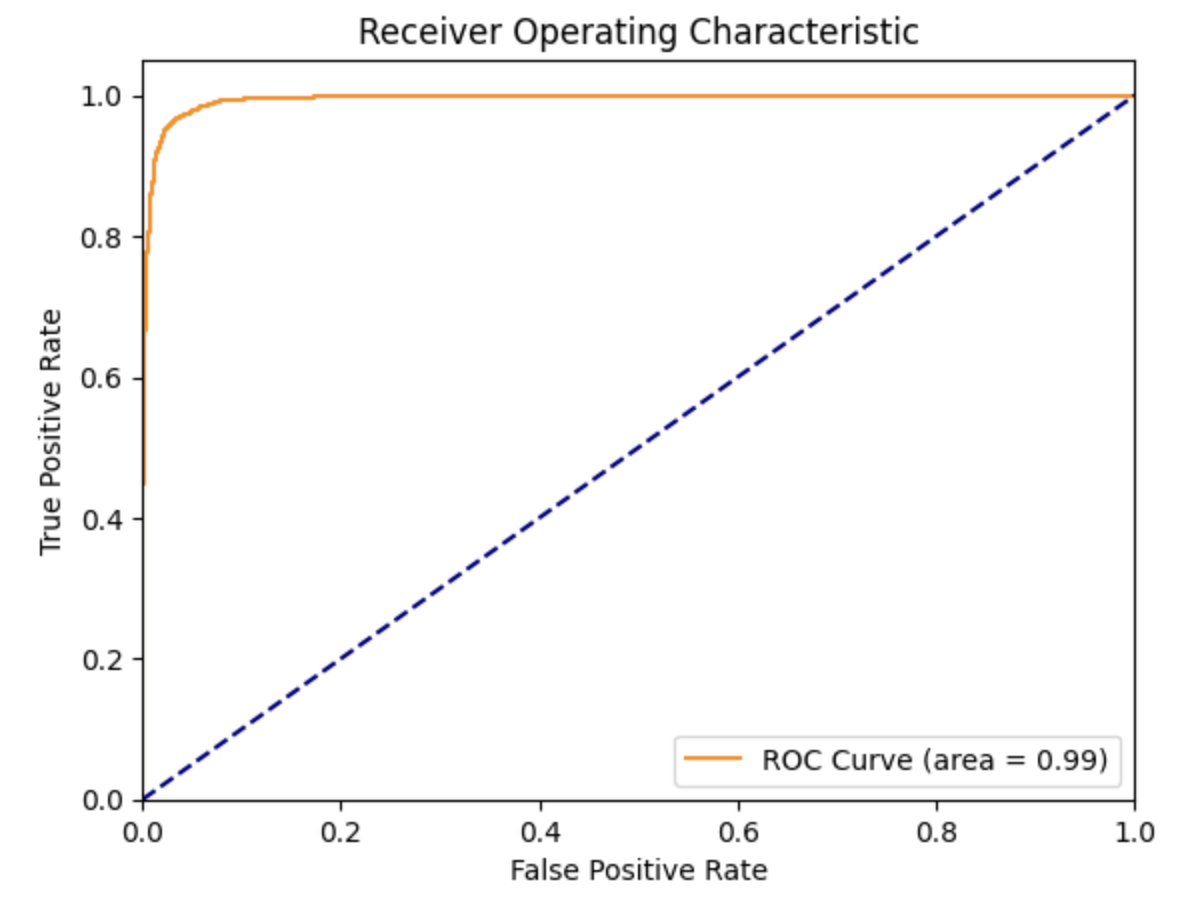 Receiver Operating Characteristic
1.0
0.8
0.6
0.4
0.2
0.0
True Positive Rate
ROC Curve (area = 0.99)
0.0 0.2 0.4 0.6 0.8 1.0
False Positive Rate